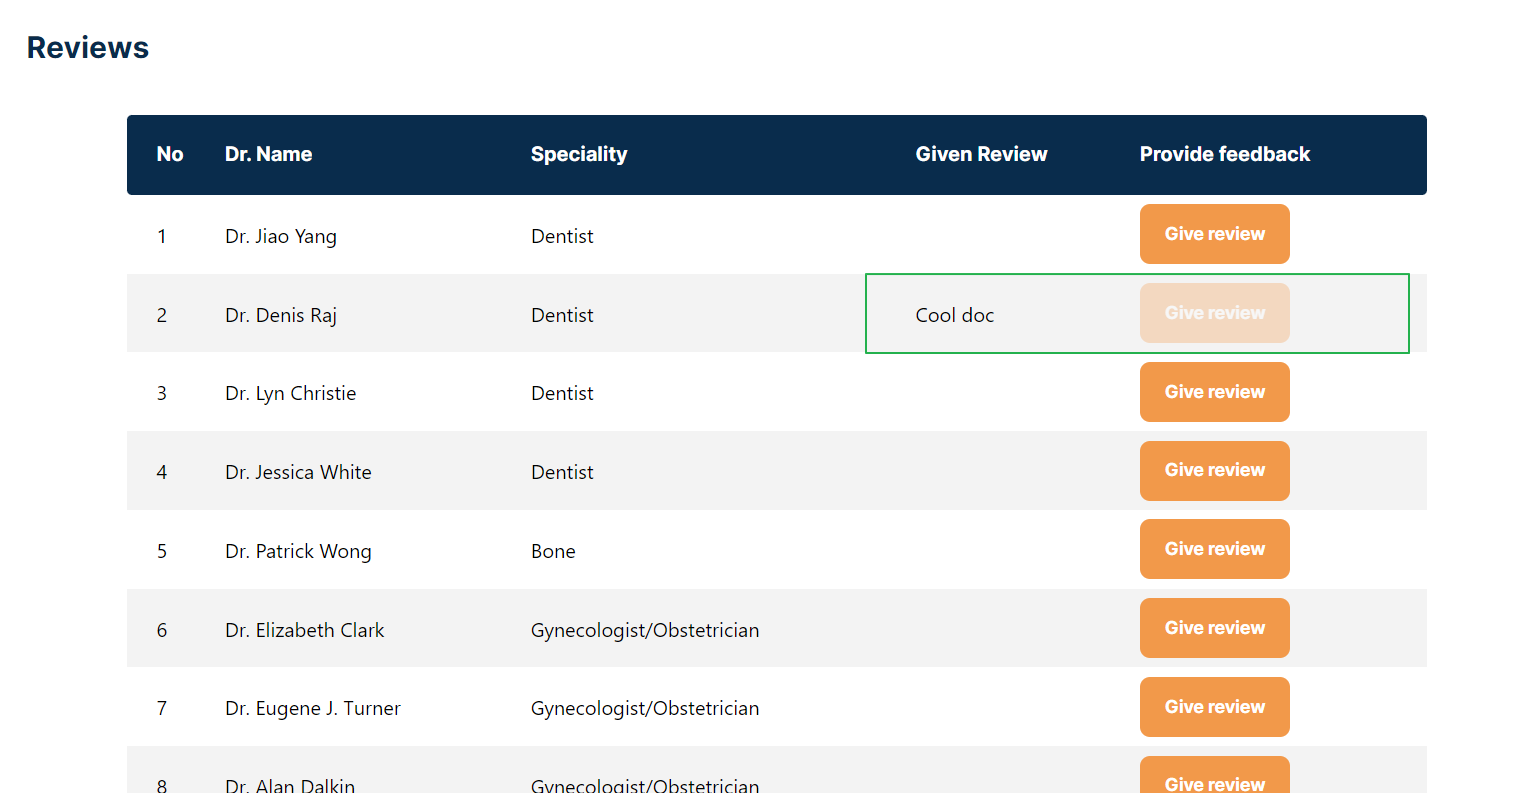 Reviews
No Dr. Name Speciality Given Review Provide feedback
1 Dr. Jiao Yang Dentist Give review
2 Dr. Denis Raj Dentist Cool doc Give review
3 Dr. Lyn Christie Dentist Give review
4 Dr. Jessica White Dentist Give review
5 Dr. Patrick Wong Bone Give review
6 Dr. Elizabeth Clark Gynecologist/Obstetrician Give review
7 Dr. Eugene J. Turner Gynecologist/Obstetrician Give review
8 Dr. Alan Dalkin Gynecologist/Obstetrician Give review